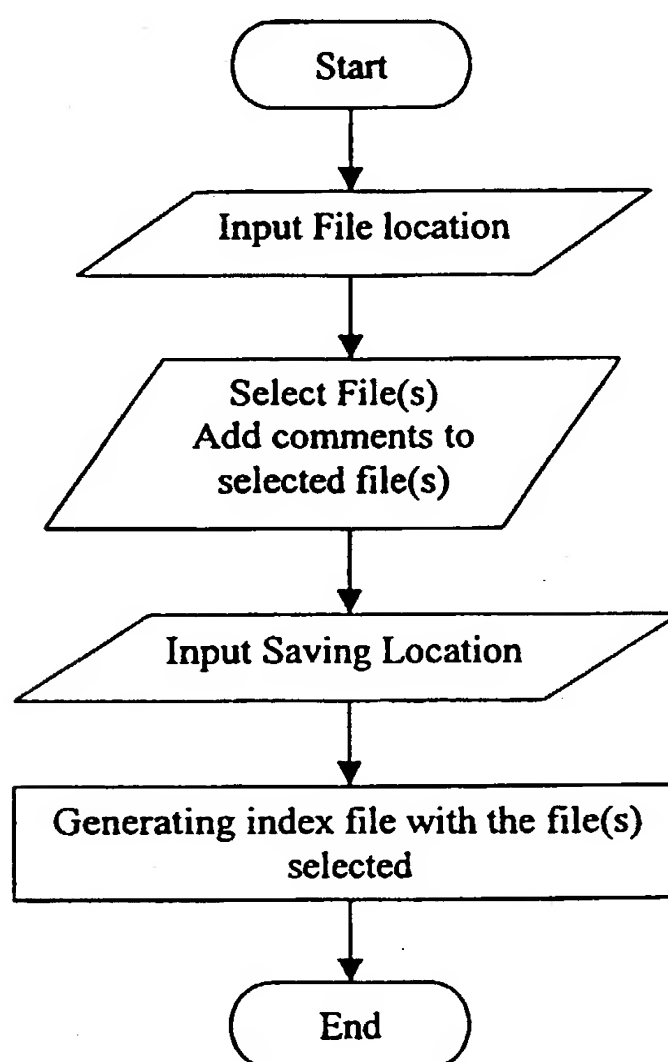 Start
Input File location
Select File(s)
Add comments to
selected file(s)
Input Saving Location
Generating index file with the file(s)
selected
End